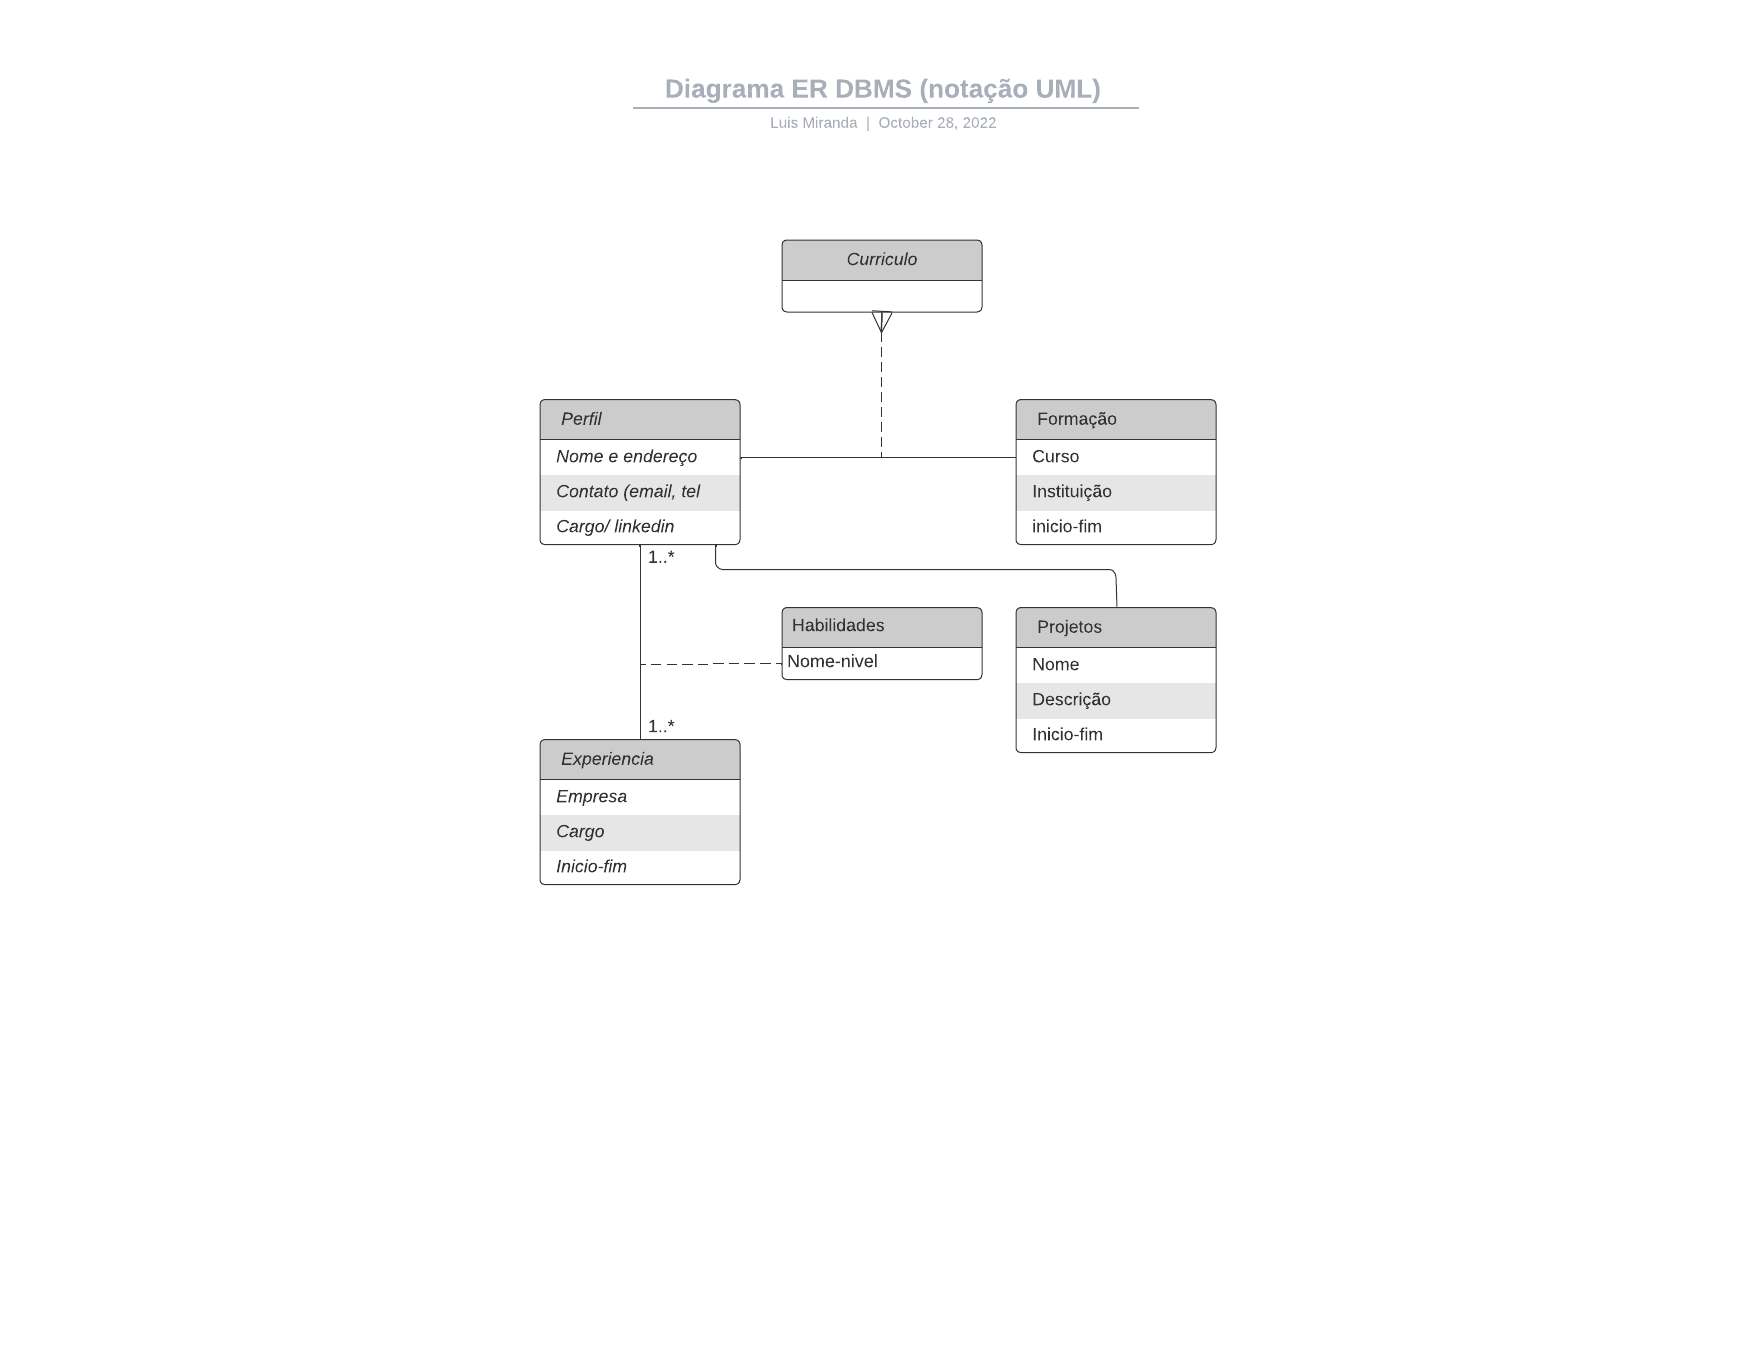 Diagrama ER DBMS (notação UML)
Luis Miranda | October 28, 2022
Curriculo
Perfil
Nome e endereço
Contato (email, tel
Cargo/ linkedin
Formação
Curso
Instituição
inicio-fim
1..*
Habilidades
Nome-nivel
Projetos
Nome
Descrição
Inicio-fim
1..*
Experiencia
Empresa
Cargo
Inicio-fim